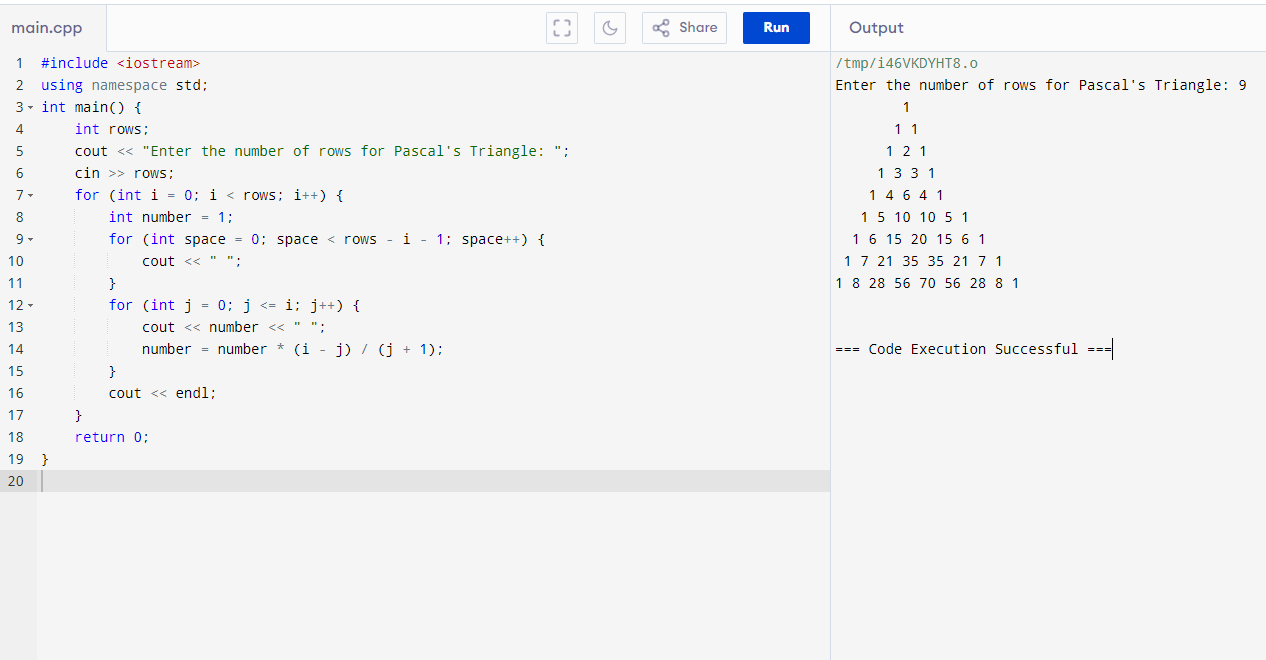 main.cpp
Share
Run
Output
1 #include <iostream>
2 using namespace std;
3 int main() {
4     int rows;
5     cout << "Enter the number of rows for Pascal's Triangle: ";
6     cin >> rows;
7     for (int i = 0; i < rows; i++) {
8         int number = 1;
9         for (int space = 0; space < rows - i - 1; space++) {
10             cout << " ";
11         }
12         for (int j = 0; j <= i; j++) {
13             cout << number << " ";
14             number = number * (i - j) / (j + 1);
15         }
16         cout << endl;
17     }
18     return 0;
19 }
20
/tmp/i46VKDYHT8.o
Enter the number of rows for Pascal's Triangle: 9
        1
       1 1
      1 2 1
     1 3 3 1
    1 4 6 4 1
   1 5 10 10 5 1
  1 6 15 20 15 6 1
 1 7 21 35 35 21 7 1
1 8 28 56 70 56 28 8 1
=== Code Execution Successful ===